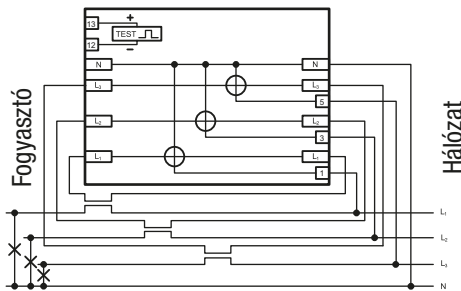 13 +
TEST
12 −
N N
L₃ L₃
5
L₂ L₂
3
L₁ L₁
1
Fogyasztó
Hálózat
L₁
L₂
L₃
N